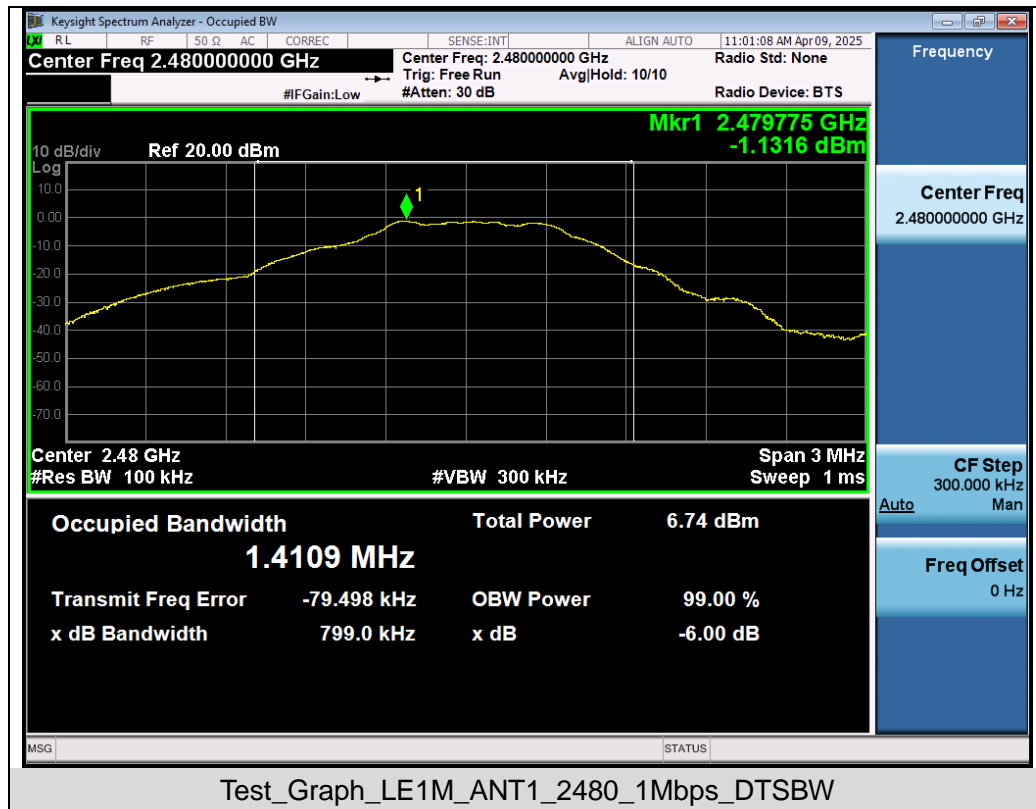 Keysight Spectrum Analyzer - Occupied BW
LXI RL RF 50 Ω AC CORREC SENSE:INT ALIGN AUTO 11:01:08 AM Apr 09, 2025
Center Freq 2.480000000 GHz
Center Freq: 2.480000000 GHz
Radio Std: None
Trig: Free Run Avg|Hold: 10/10
#IFGain:Low
#Atten: 30 dB
Radio Device: BTS
Mkr1 2.479775 GHz
-1.1316 dBm
10 dB/div Ref 20.00 dBm
Log
10.0
0.00
-10.0
-20.0
-30.0
-40.0
-50.0
-60.0
-70.0
1
Center 2.48 GHz
Span 3 MHz
#Res BW 100 kHz
#VBW 300 kHz
Sweep 1 ms
Occupied Bandwidth
Total Power 6.74 dBm
1.4109 MHz
Transmit Freq Error -79.498 kHz
OBW Power 99.00 %
x dB Bandwidth 799.0 kHz
x dB -6.00 dB
MSG
STATUS
Frequency
Center Freq
2.480000000 GHz
CF Step
300.000 kHz
Auto Man
Freq Offset
0 Hz
Test_Graph_LE1M_ANT1_2480_1Mbps_DTSBW